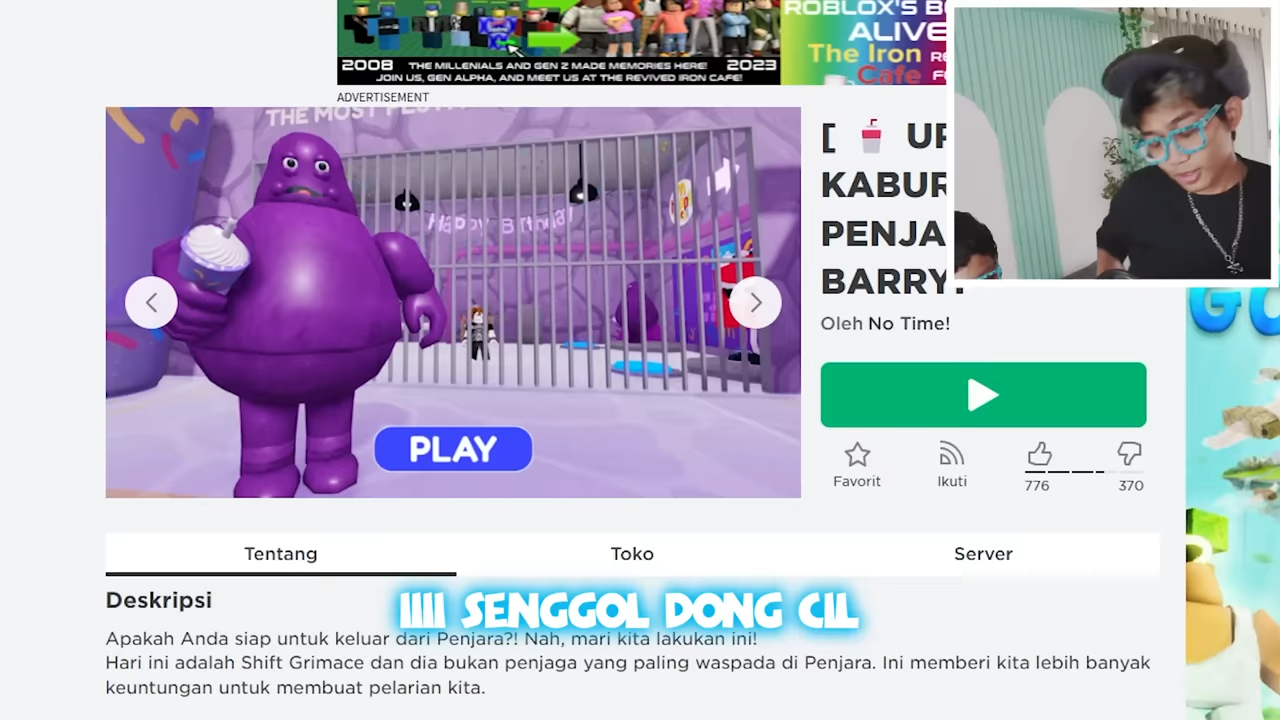 2008 THE MILLENIALS AND GEN Z MADE MEMORIES HERE! 2023
JOIN US, GEN ALPHA, AND MEET US AT THE REVIVED IRON CAFE!
ROBLOX'S
ALIVE
The Iron
Cafe
ADVERTISEMENT
THE MOST
Happy Birthday
PLAY
[ 🥤 UP
KABUR
PENJA
BARRY!
Oleh No Time!
Favorit
Ikuti
776
370
Tentang
Toko
Server
Deskripsi
IIII SENGGOL DONG CIL
Apakah Anda siap untuk keluar dari Penjara?! Nah, mari kita lakukan ini!
Hari ini adalah Shift Grimace dan dia bukan penjaga yang paling waspada di Penjara. Ini memberi kita lebih banyak
keuntungan untuk membuat pelarian kita.
GO